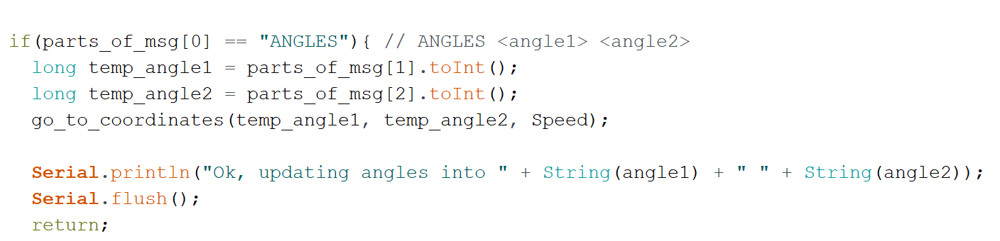 if(parts_of_msg[0] == "ANGLES"){ // ANGLES <angle1> <angle2>
  long temp_angle1 = parts_of_msg[1].toInt();
  long temp_angle2 = parts_of_msg[2].toInt();
  go_to_coordinates(temp_angle1, temp_angle2, Speed);

  Serial.println("Ok, updating angles into " + String(angle1) + " " + String(angle2));
  Serial.flush();
  return;